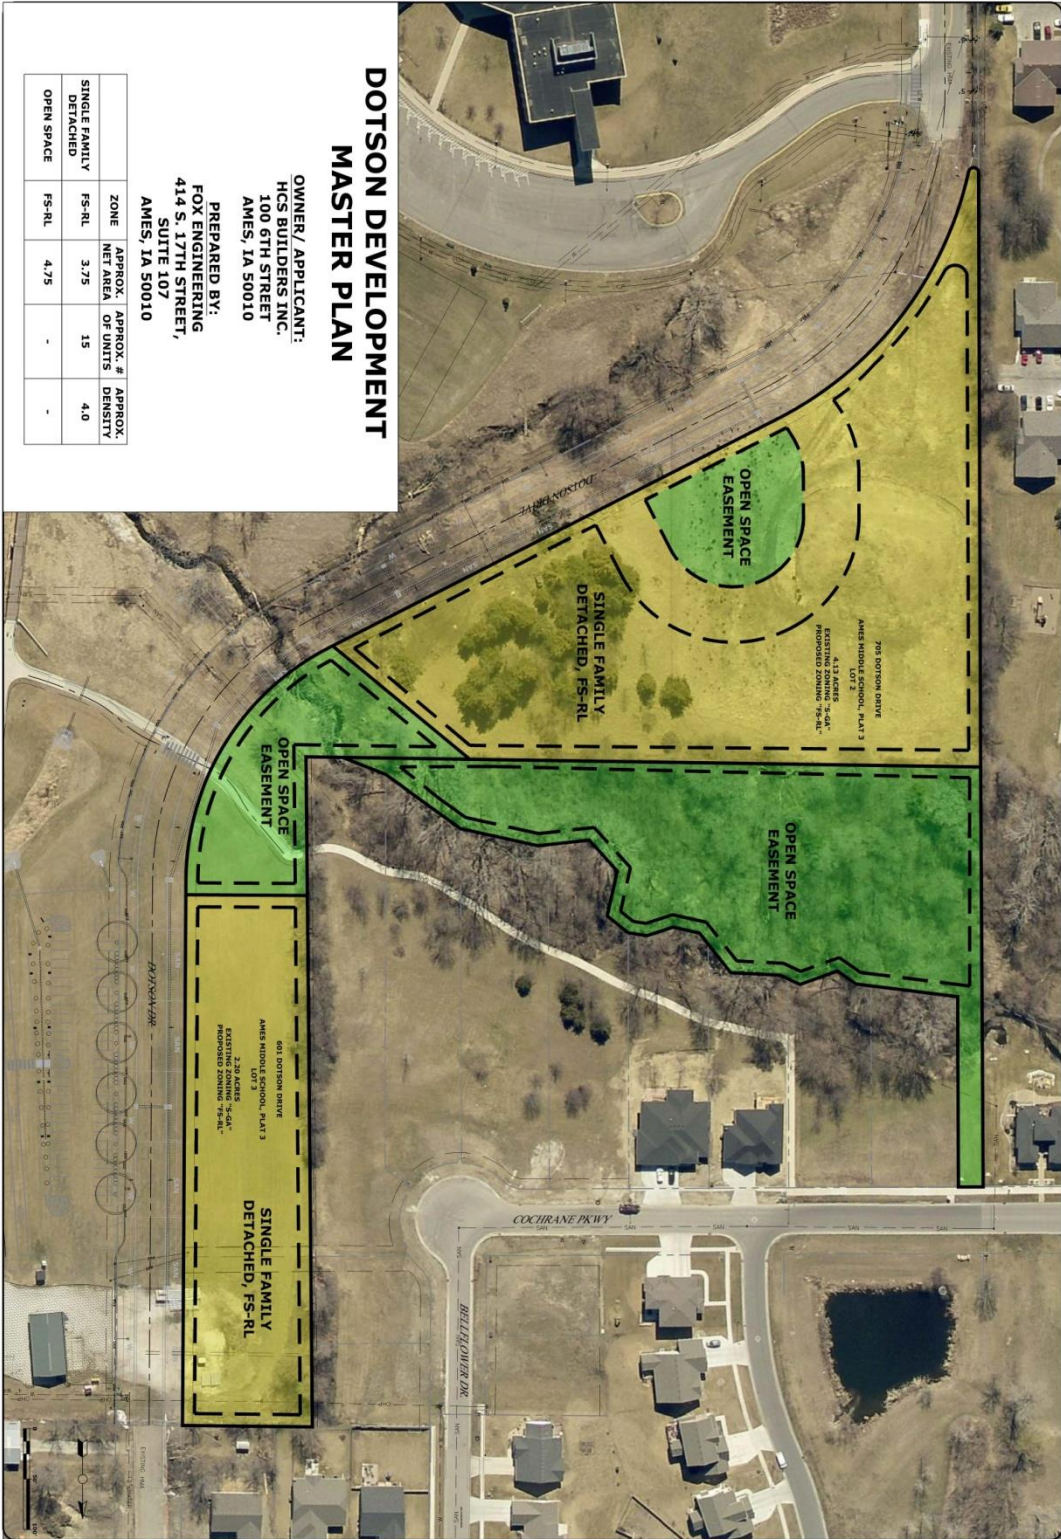 DOTSON DEVELOPMENT
MASTER PLAN
OWNER/ APPLICANT:
HCS BUILDERS INC.
100 6TH STREET
AMES, IA 50010
PREPARED BY:
FOX ENGINEERING
414 S. 17TH STREET,
SUITE 107
AMES, IA 50010
ZONE
APPROX.
NET AREA
APPROX. #
OF UNITS
APPROX.
DENSITY
SINGLE FAMILY
DETACHED
FS-RL
3.75
15
4.0
OPEN SPACE
FS-RL
4.75
-
-
705 DOTSON DRIVE
AMES MIDDLE SCHOOL, PLAT 3
LOT 2
4.13 ACRES
EXISTING ZONING "S-GA"
PROPOSED ZONING "FS-RL"
OPEN SPACE
EASEMENT
SINGLE FAMILY
DETACHED, FS-RL
DOTSON DRIVE
OPEN SPACE
EASEMENT
OPEN SPACE
EASEMENT
601 DOTSON DRIVE
AMES MIDDLE SCHOOL, PLAT 3
LOT 3
2.20 ACRES
EXISTING ZONING "S-GA"
PROPOSED ZONING "FS-RL"
SINGLE FAMILY
DETACHED, FS-RL
DOTSON DR.
COCHRANE PKWY
BELLFLOWER DR.
SAN
SAN
SAN
SAN
SAN